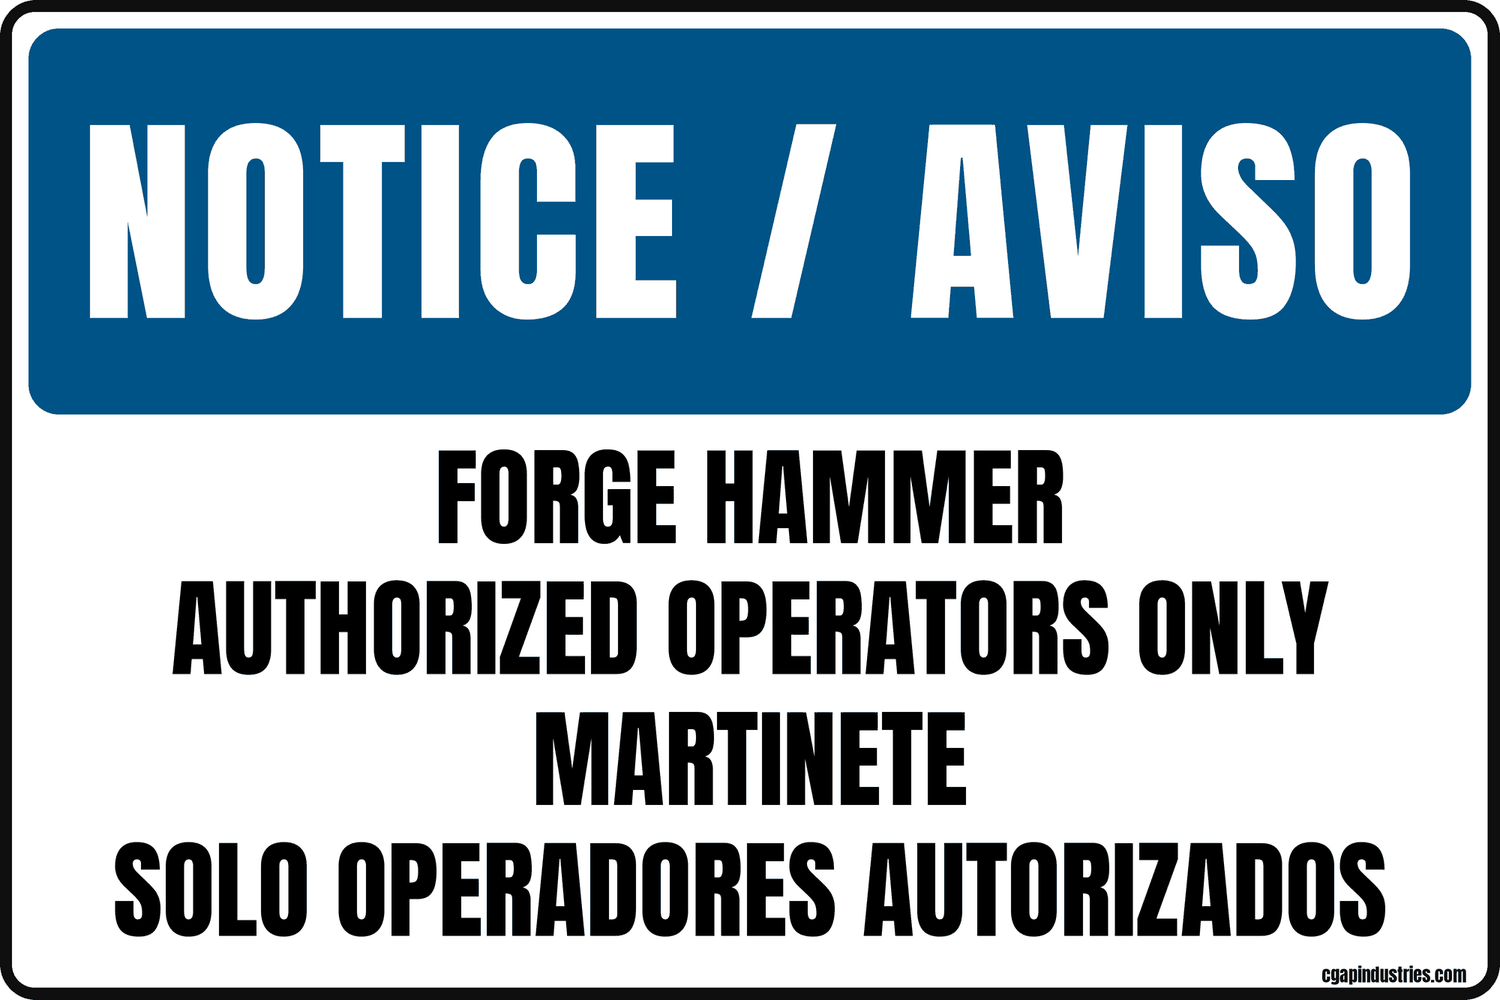 NOTICE / AVISO
FORGE HAMMER
AUTHORIZED OPERATORS ONLY
MARTINETE
SOLO OPERADORES AUTORIZADOS
cgapindustries.com